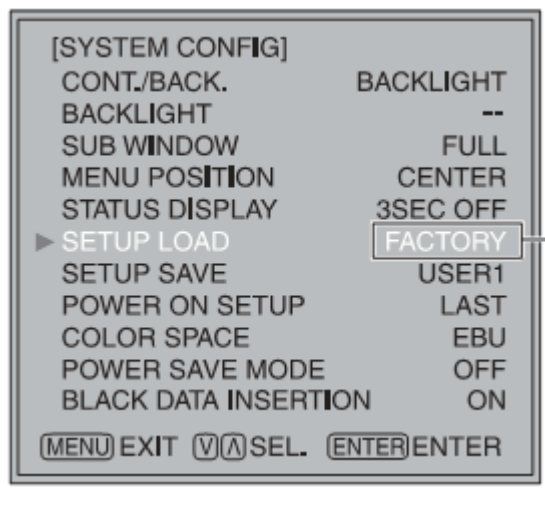 [SYSTEM CONFIG]
CONT./BACK. BACKLIGHT
BACKLIGHT --
SUB WINDOW FULL
MENU POSITION CENTER
STATUS DISPLAY 3SEC OFF
▶ SETUP LOAD FACTORY
SETUP SAVE USER1
POWER ON SETUP LAST
COLOR SPACE EBU
POWER SAVE MODE OFF
BLACK DATA INSERTION ON
MENU EXIT V Λ SEL. ENTER ENTER